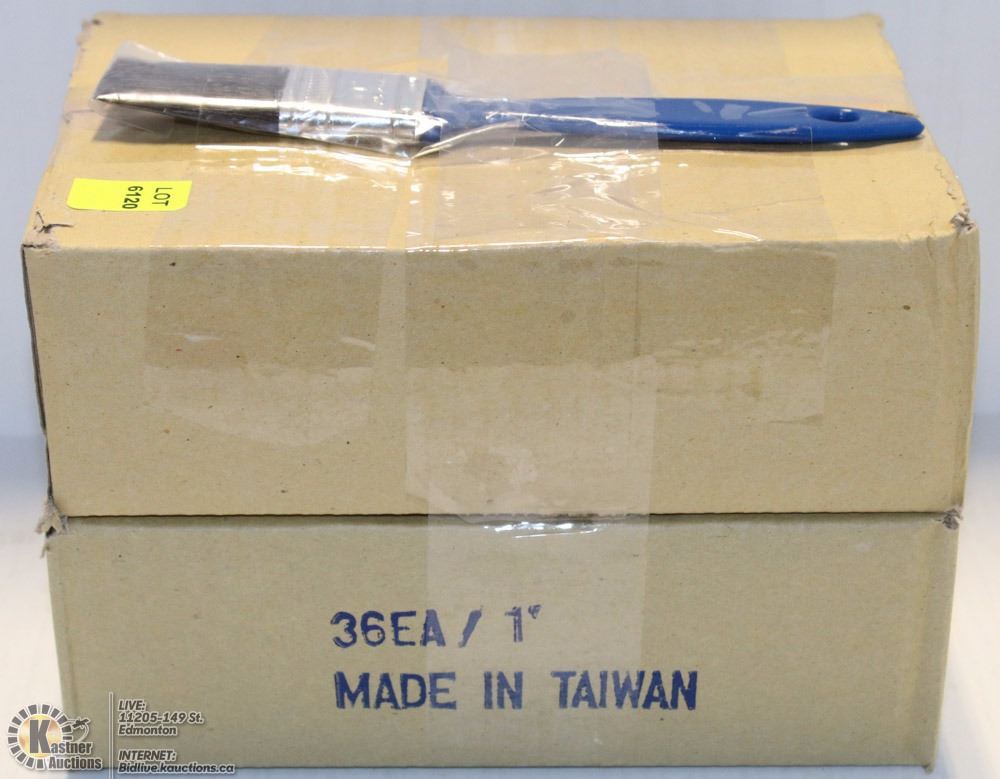 LOT
6120
36EA / 1"
MADE IN TAIWAN
Kastner
Auctions
LIVE:
11205-149 St.
Edmonton
INTERNET:
Bidlive.kauctions.ca